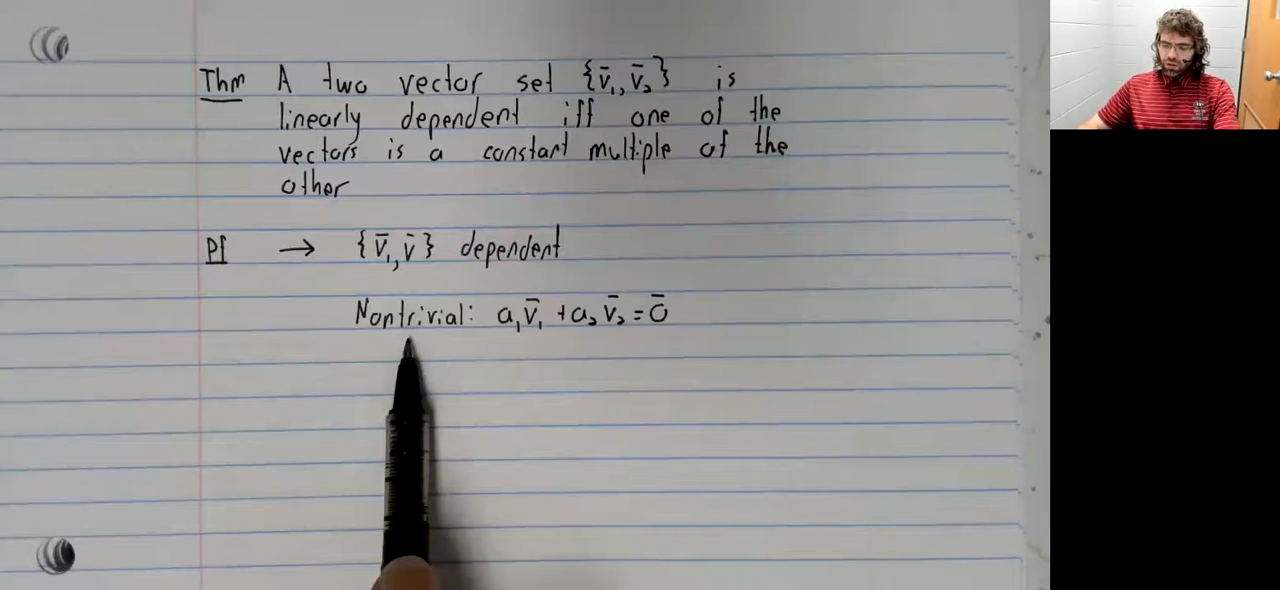 Thm A two vector set {v̄₁, v̄₂} is
linearly dependent iff one of the
vectors is a constant multiple of the
other
Pf → {v̄₁, v̄} dependent
Nontrivial: a₁v̄₁ + a₂v̄₂ = 0̄